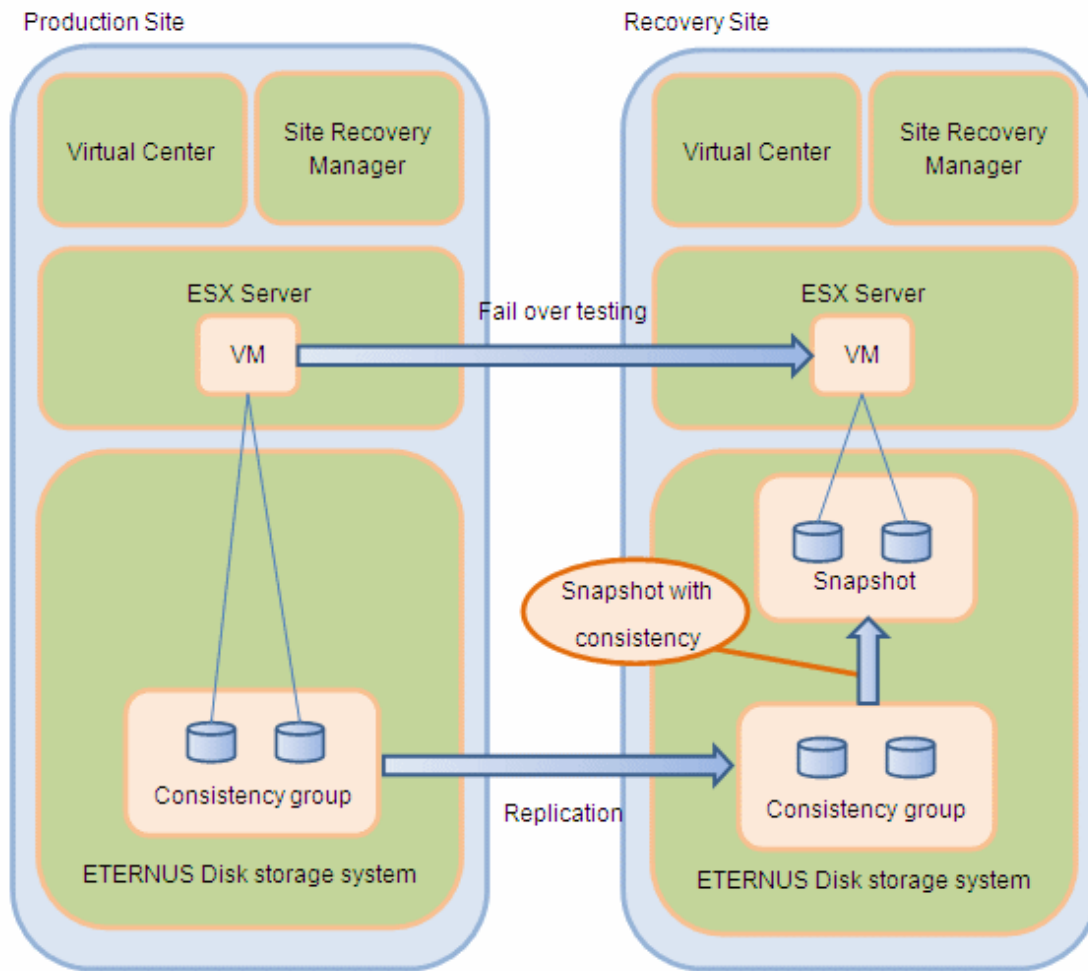 Production Site
Recovery Site
Virtual Center
Site Recovery
Manager
Virtual Center
Site Recovery
Manager
ESX Server
VM
Fail over testing
ESX Server
VM
Snapshot
Snapshot with
consistency
Consistency group
Replication
Consistency group
ETERNUS Disk storage system
ETERNUS Disk storage system